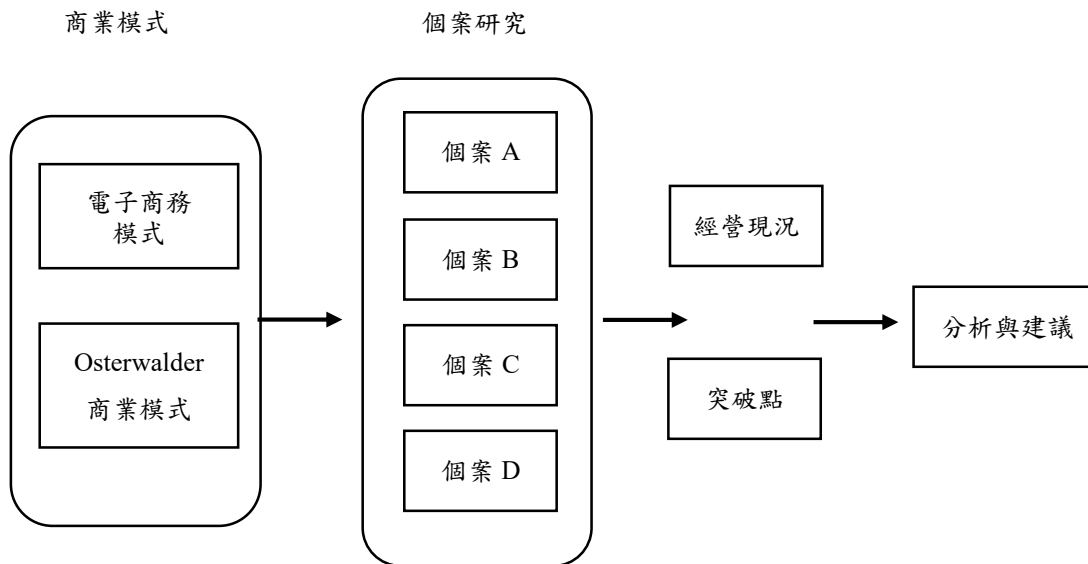 商業模式
個案研究
電子商務
模式
Osterwalder
商業模式
個案 A
個案 B
個案 C
個案 D
經營現況
突破點
分析與建議